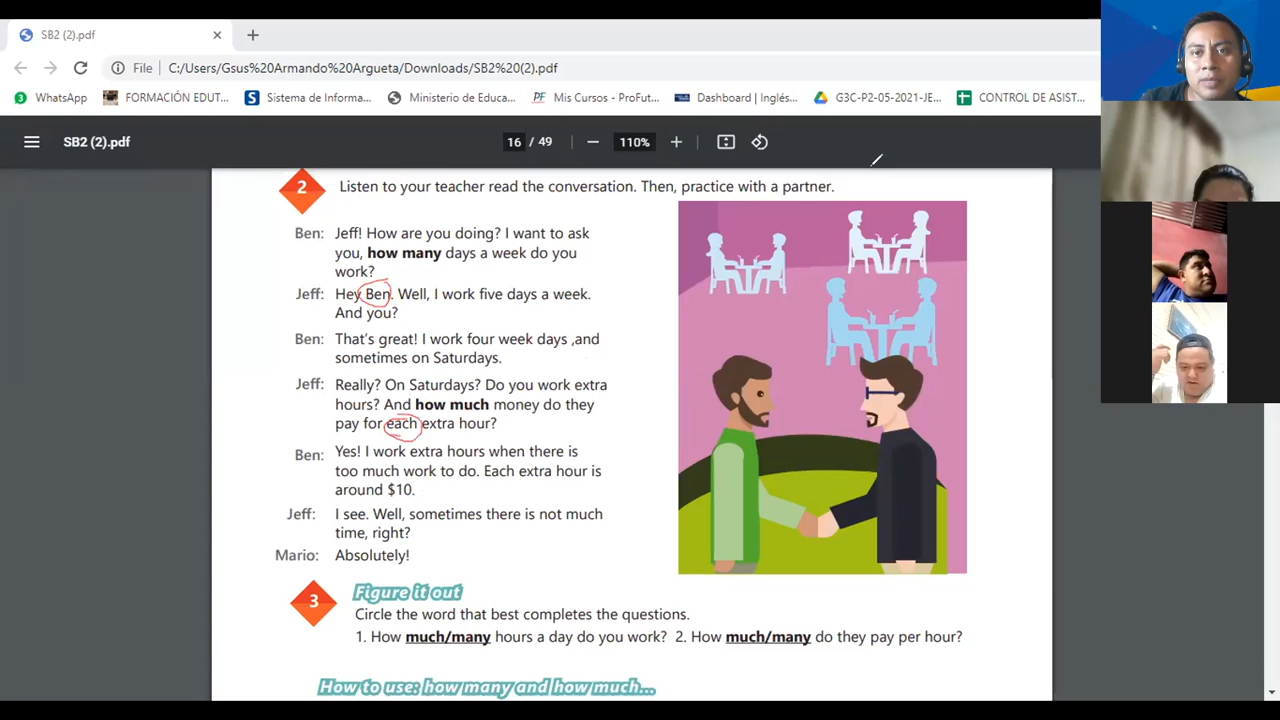 SB2 (2).pdf
File C:/Users/Gsus%20Armando%20Argueta/Downloads/SB2%20(2).pdf
WhatsApp FORMACIÓN EDUT... Sistema de Informa... Ministerio de Educa... Mis Cursos - ProFut... Dashboard | Inglés... G3C-P2-05-2021-JE... CONTROL DE ASIST...
SB2 (2).pdf 16 / 49 110%
2 Listen to your teacher read the conversation. Then, practice with a partner.
Ben: Jeff! How are you doing? I want to ask
you, how many days a week do you
work?
Jeff: Hey Ben. Well, I work five days a week.
And you?
Ben: That's great! I work four week days ,and
sometimes on Saturdays.
Jeff: Really? On Saturdays? Do you work extra
hours? And how much money do they
pay for each extra hour?
Ben: Yes! I work extra hours when there is
too much work to do. Each extra hour is
around $10.
Jeff: I see. Well, sometimes there is not much
time, right?
Mario: Absolutely!
3 Figure it out
Circle the word that best completes the questions.
1. How much/many hours a day do you work? 2. How much/many do they pay per hour?
How to use: how many and how much...